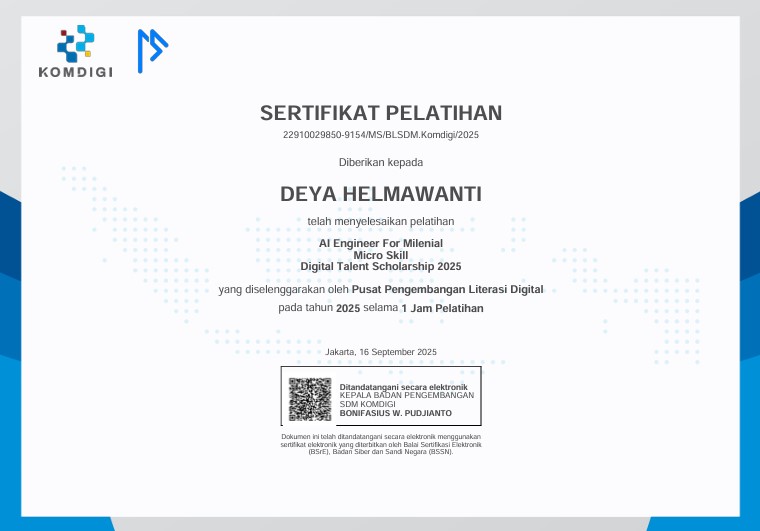 KOMDIGI
SERTIFIKAT PELATIHAN
22910029850-9154/MS/BLSDM.Komdigi/2025
Diberikan kepada
DEYA HELMAWANTI
telah menyelesaikan pelatihan
AI Engineer For Milenial
Micro Skill
Digital Talent Scholarship 2025
yang diselenggarakan oleh Pusat Pengembangan Literasi Digital
pada tahun 2025 selama 1 Jam Pelatihan
Jakarta, 16 September 2025
Ditandatangani secara elektronik
KEPALA BADAN PENGEMBANGAN
SDM KOMDIGI
BONIFASIUS W. PUDJIANTO
Dokumen ini telah ditandatangani secara elektronik menggunakan
sertifikat elektronik yang diterbitkan oleh Balai Sertifikasi Elektronik
(BSrE), Badan Siber dan Sandi Negara (BSSN).